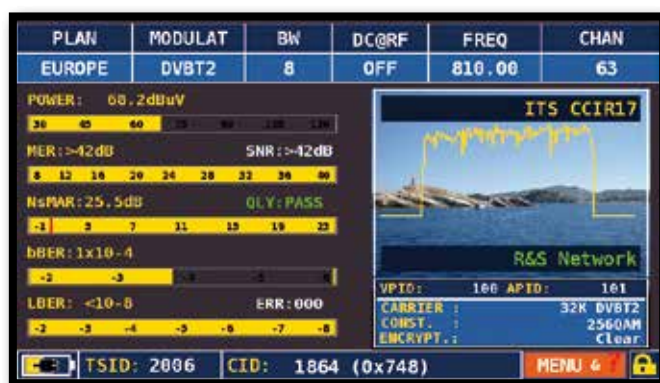 PLAN MODULAT BW DC@RF FREQ CHAN
EUROPE DVBT2 8 OFF 810.00 63
POWER: 68.2dBuV
30 45 60 75 90 120
MER:>42dB SNR:>42dB
8 12 16 20 24 28 32 36 40
NsMAR:25.5dB QLY:PASS
-1 3 7 11 15 19 23
bBER:1x10-4
-2 -3
LBER: <10-8 ERR:000
-2 -3 -4 -5 -6 -7 -8
ITS CCIR17
R&S Network
VPID: 100 APID: 101
CARRIER : 32K DVBT2
CONST. : 256QAM
ENCRYPT.: Clear
TSID: 2006 CID: 1864 (0x748) MENU &